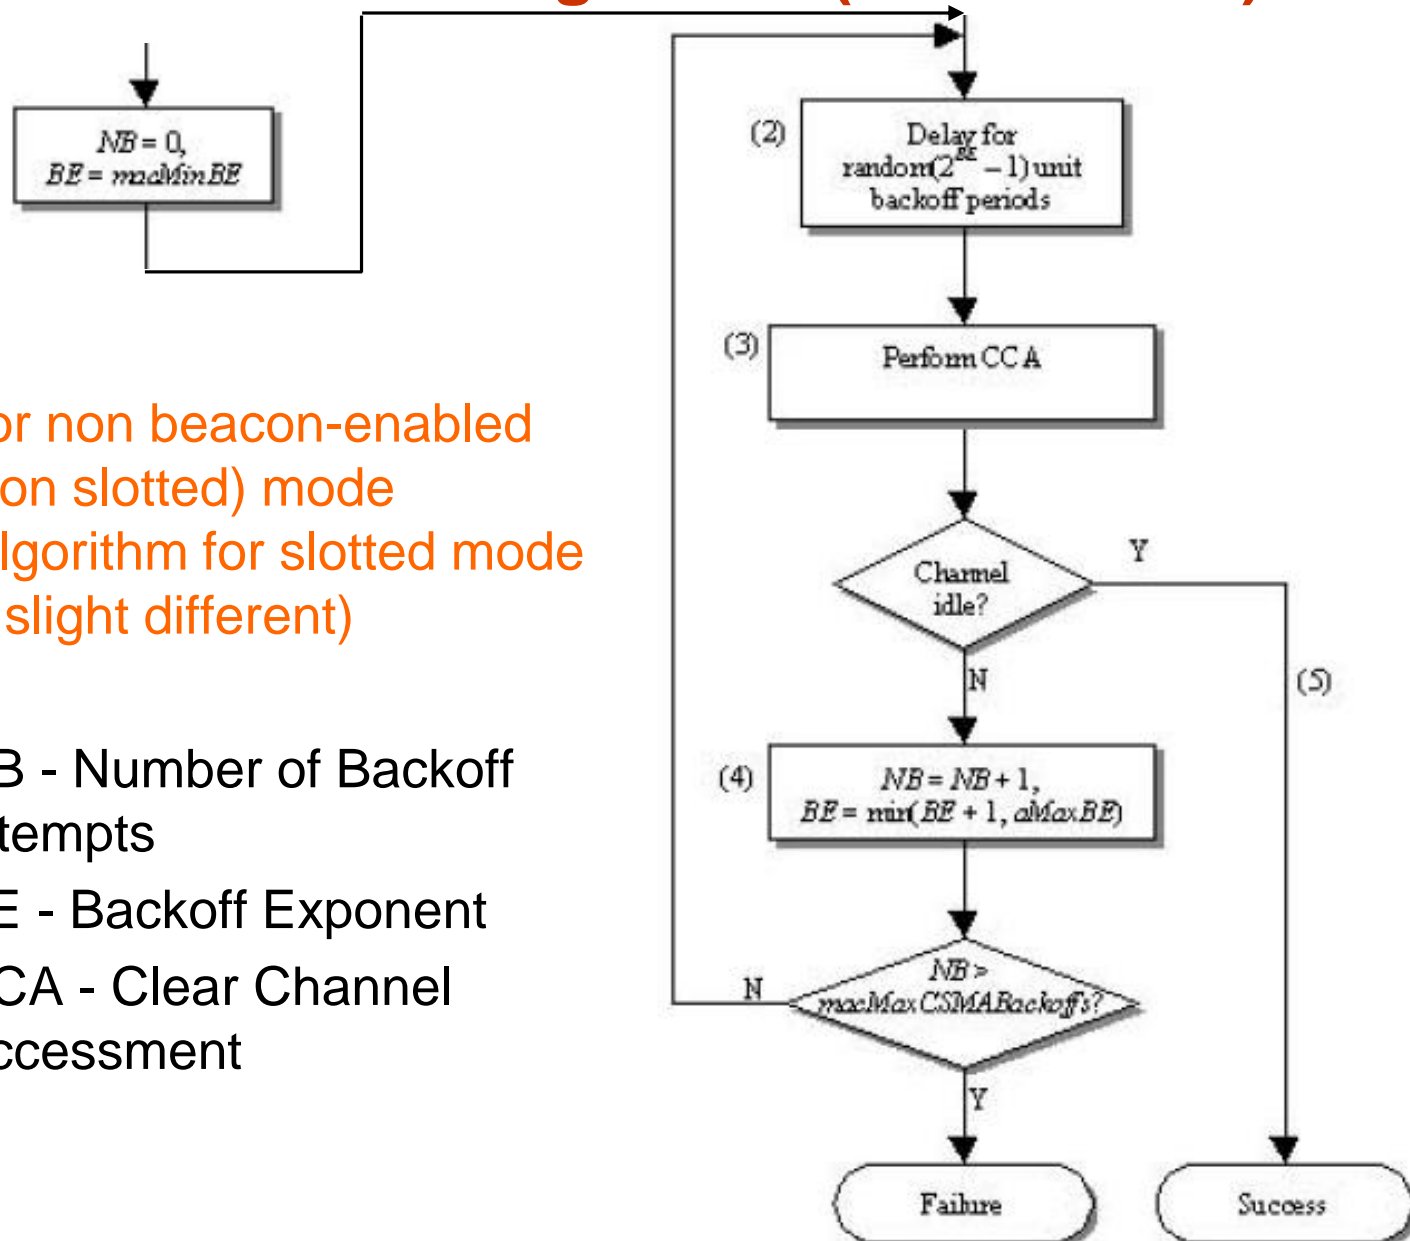 NB = 0,
BE = macMinBE
(2)
Delay for
random(2^BE – 1) unit
backoff periods
(3)
Perform CCA
Channel
idle?
Y
N
(5)
(4)
NB = NB + 1,
BE = min(BE + 1, aMaxBE)
NB >
macMaxCSMABackoffs?
N
Y
Failure
Success
or non beacon-enabled
on slotted) mode
lgorithm for slotted mode
slight different)
B - Number of Backoff
tempts
E - Backoff Exponent
CA - Clear Channel
ccessment